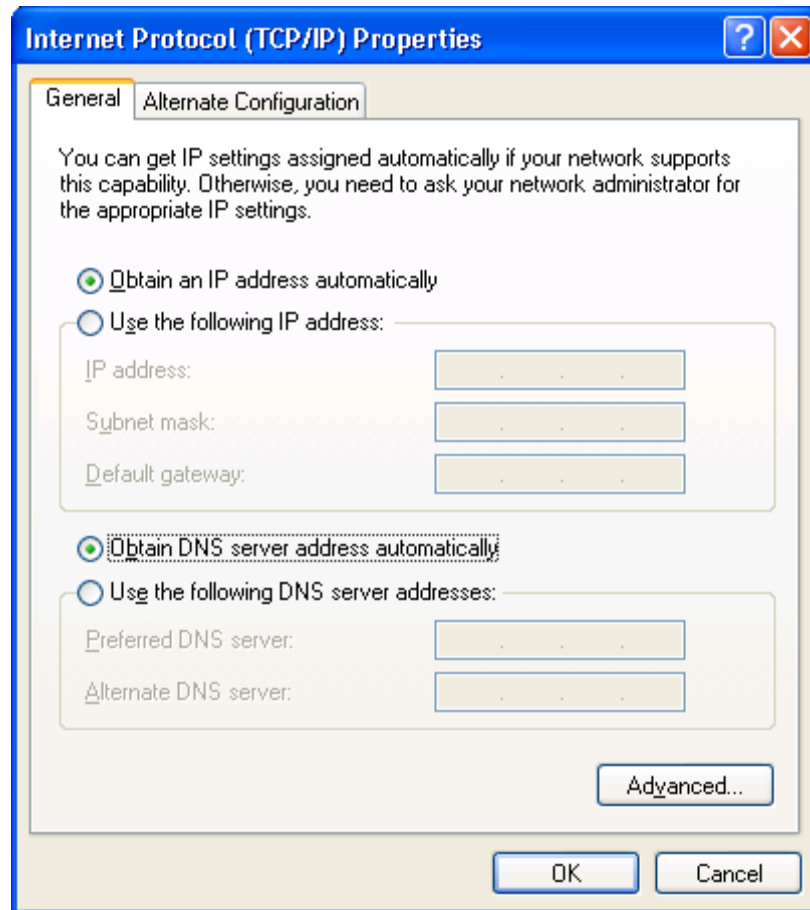 Internet Protocol (TCP/IP) Properties
General
Alternate Configuration
You can get IP settings assigned automatically if your network supports
this capability. Otherwise, you need to ask your network administrator for
the appropriate IP settings.
Obtain an IP address automatically
Use the following IP address:
IP address:
Subnet mask:
Default gateway:
Obtain DNS server address automatically
Use the following DNS server addresses:
Preferred DNS server:
Alternate DNS server:
Advanced...
OK
Cancel